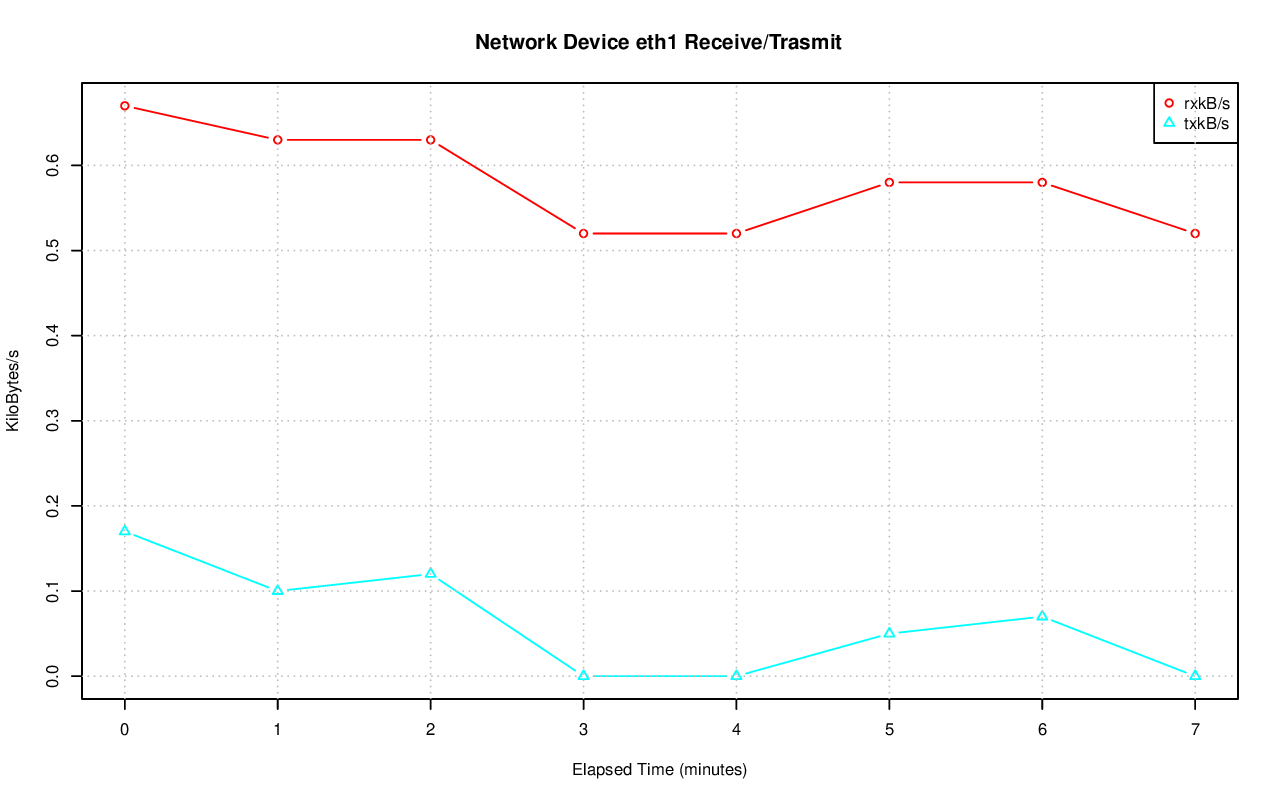 Network Device eth1 Receive/Trasmit
rxkB/s
txkB/s
KiloBytes/s
0.6
0.5
0.4
0.3
0.2
0.1
0.0
0 1 2 3 4 5 6 7
Elapsed Time (minutes)